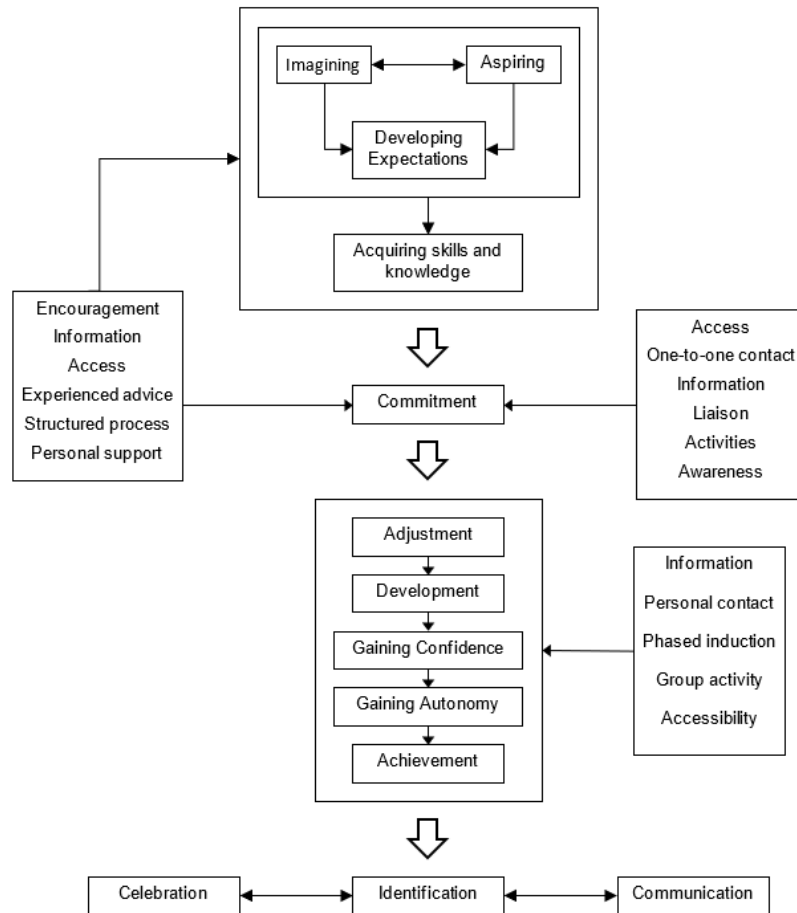 Imagining
Aspiring
Developing
Expectations
Acquiring skills and
knowledge
Encouragement
Information
Access
Experienced advice
Structured process
Personal support
Commitment
Access
One-to-one contact
Information
Liaison
Activities
Awareness
Adjustment
Development
Gaining Confidence
Gaining Autonomy
Achievement
Information
Personal contact
Phased induction
Group activity
Accessibility
Celebration
Identification
Communication